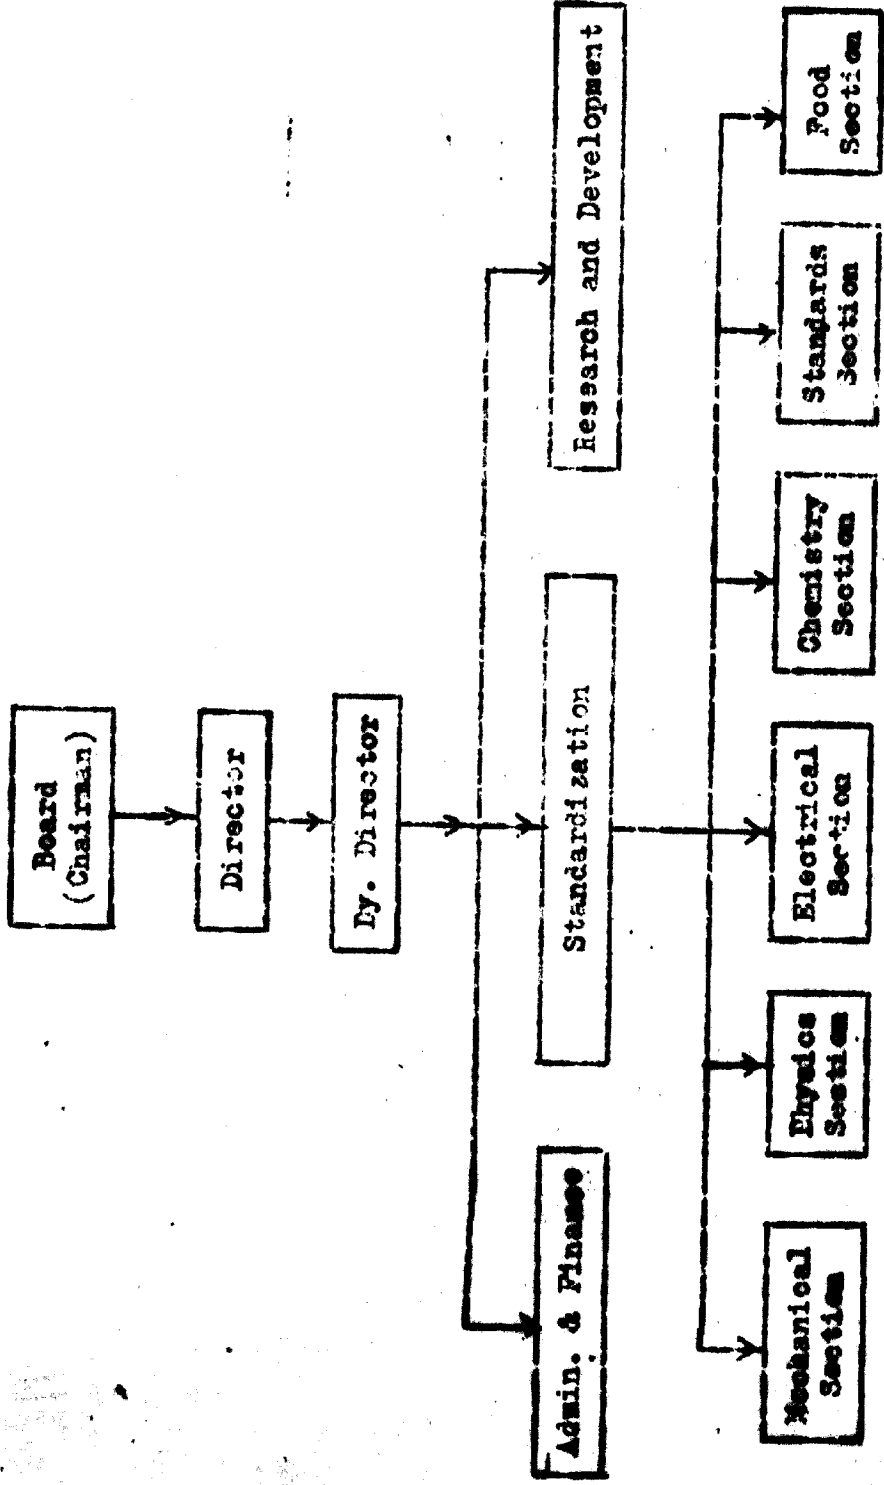 Board
(Chairman)
Director
Dy. Director
Admin. & Finance
Standardization
Research and Development
Mechanical
Section
Physics
Section
Electrical
Section
Chemistry
Section
Standards
Section
Food
Section